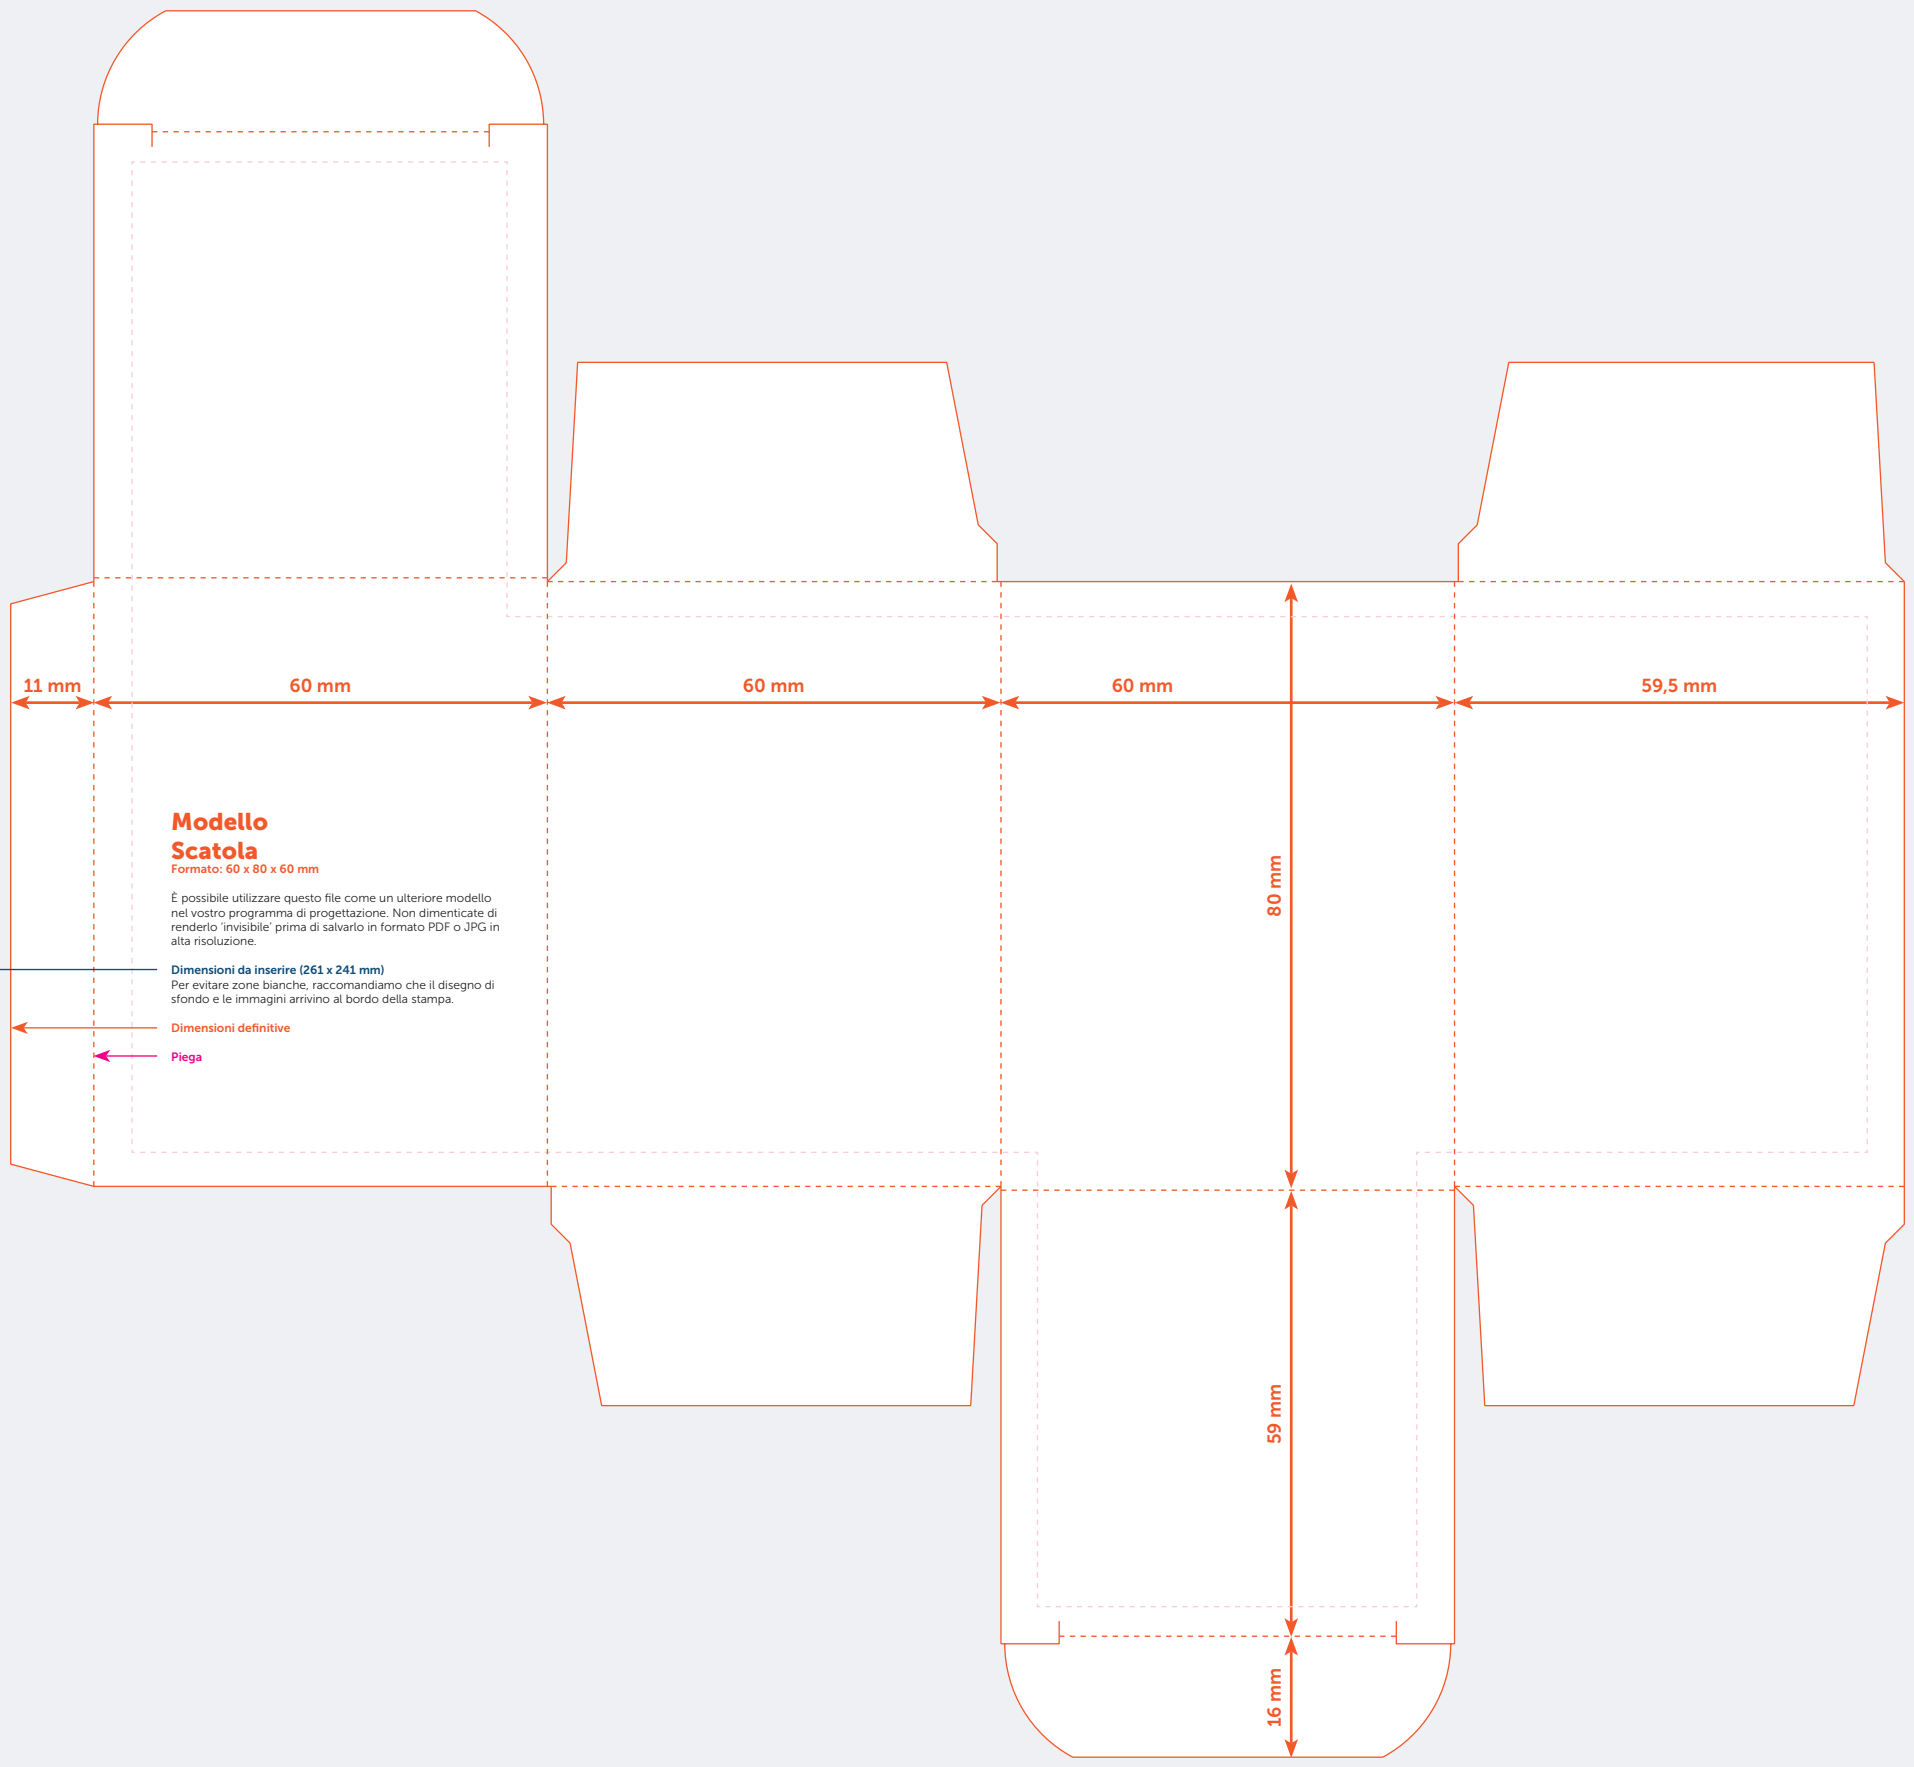 11 mm
60 mm
60 mm
60 mm
59,5 mm
Modello
Scatola
Formato: 60 x 80 x 60 mm
È possibile utilizzare questo file come un ulteriore modello
nel vostro programma di progettazione. Non dimenticate di
renderlo ‘invisibile’ prima di salvarlo in formato PDF o JPG in
alta risoluzione.
Dimensioni da inserire (261 x 241 mm)
Per evitare zone bianche, raccomandiamo che il disegno di
sfondo e le immagini arrivino al bordo della stampa.
Dimensioni definitive
Piega
80 mm
59 mm
16 mm